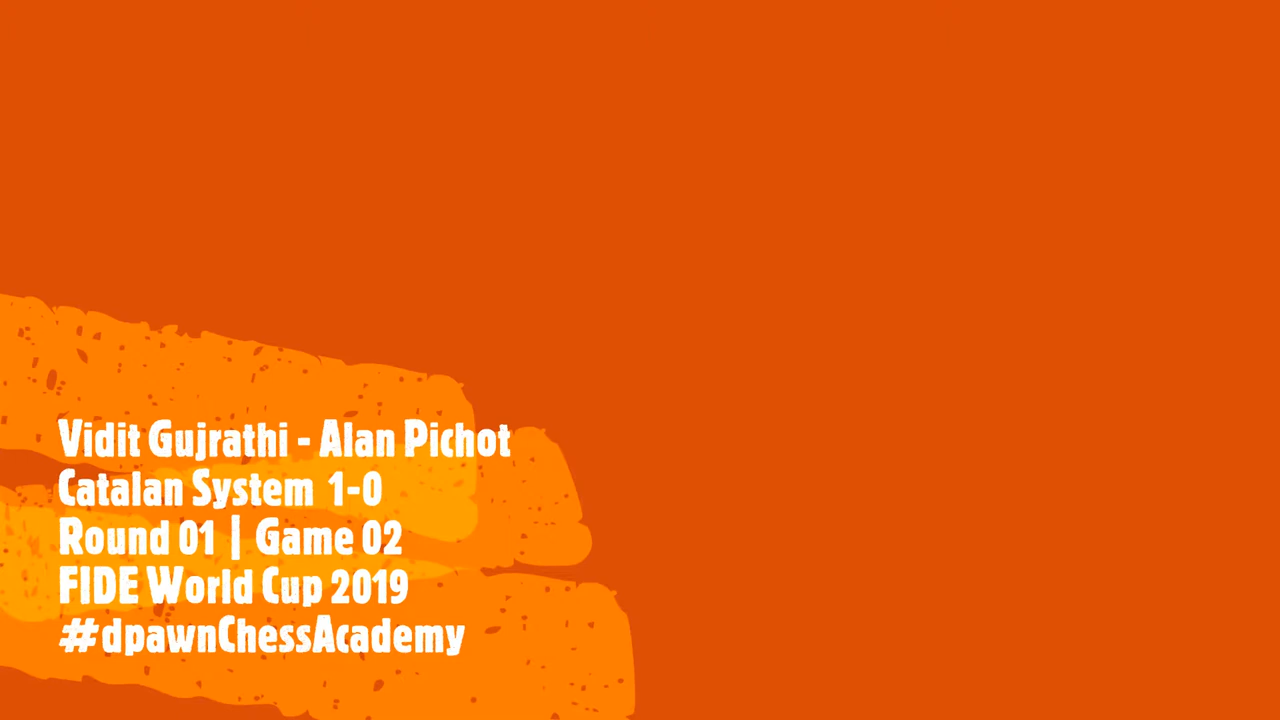 Vidit Gujrathi - Alan Pichot
Catalan System 1-0
Round 01 | Game 02
FIDE World Cup 2019
#dpawnChessAcademy